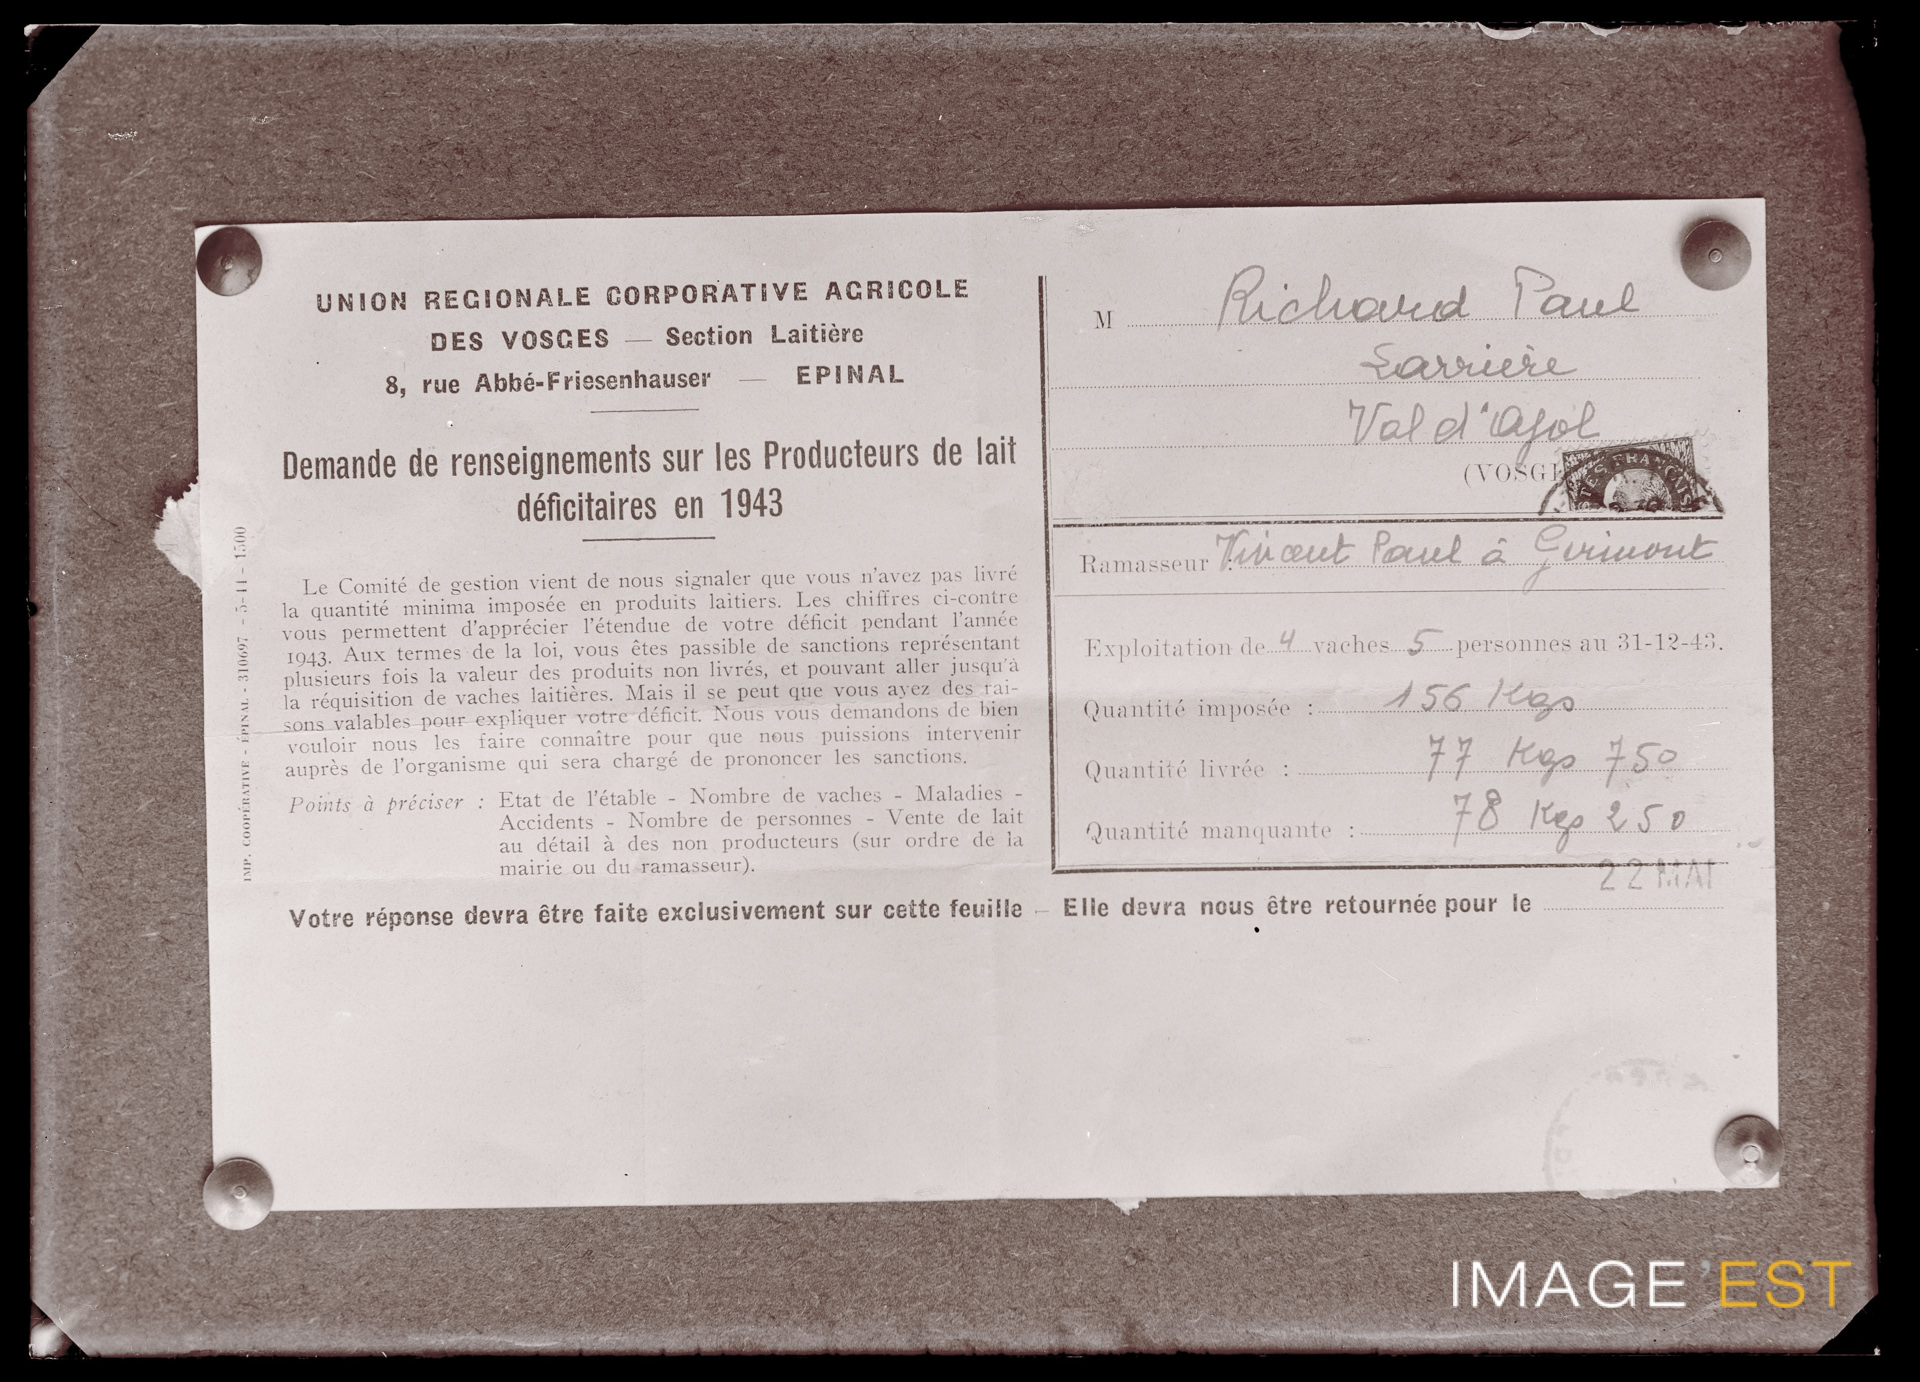 UNION REGIONALE CORPORATIVE AGRICOLE
DES VOSGES — Section Laitière
8, rue Abbé-Friesenhauser — EPINAL
Demande de renseignements sur les Producteurs de lait
déficitaires en 1943
Le Comité de gestion vient de nous signaler que vous n'avez pas livré
la quantité minima imposée en produits laitiers. Les chiffres ci-contre
vous permettent d'apprécier l'étendue de votre déficit pendant l'année
1943. Aux termes de la loi, vous êtes passible de sanctions représentant
plusieurs fois la valeur des produits non livrés, et pouvant aller jusqu'à
la réquisition de vaches laitières. Mais il se peut que vous ayez des rai-
sons valables pour expliquer votre déficit. Nous vous demandons de bien
vouloir nous les faire connaître pour que nous puissions intervenir
auprès de l'organisme qui sera chargé de prononcer les sanctions.
Points à préciser : Etat de l'étable - Nombre de vaches - Maladies -
Accidents - Nombre de personnes - Vente de lait
au détail à des non producteurs (sur ordre de la
mairie ou du ramasseur).
IMP. COOPÉRATIVE - ÉPINAL - 310697 - 5-44 - 1500
M Richard Paul
Larrière
Val d'Ajol
(VOSGE
POSTES FRANÇAISES
Ramasseur : Vincent Paul à Girmont
Exploitation de 4 vaches 5 personnes au 31-12-43.
Quantité imposée : 156 Kgs
Quantité livrée : 77 Kgs 750
Quantité manquante : 78 Kgs 250
22 MAI
Votre réponse devra être faite exclusivement sur cette feuille — Elle devra nous être retournée pour le
IMAGE'EST